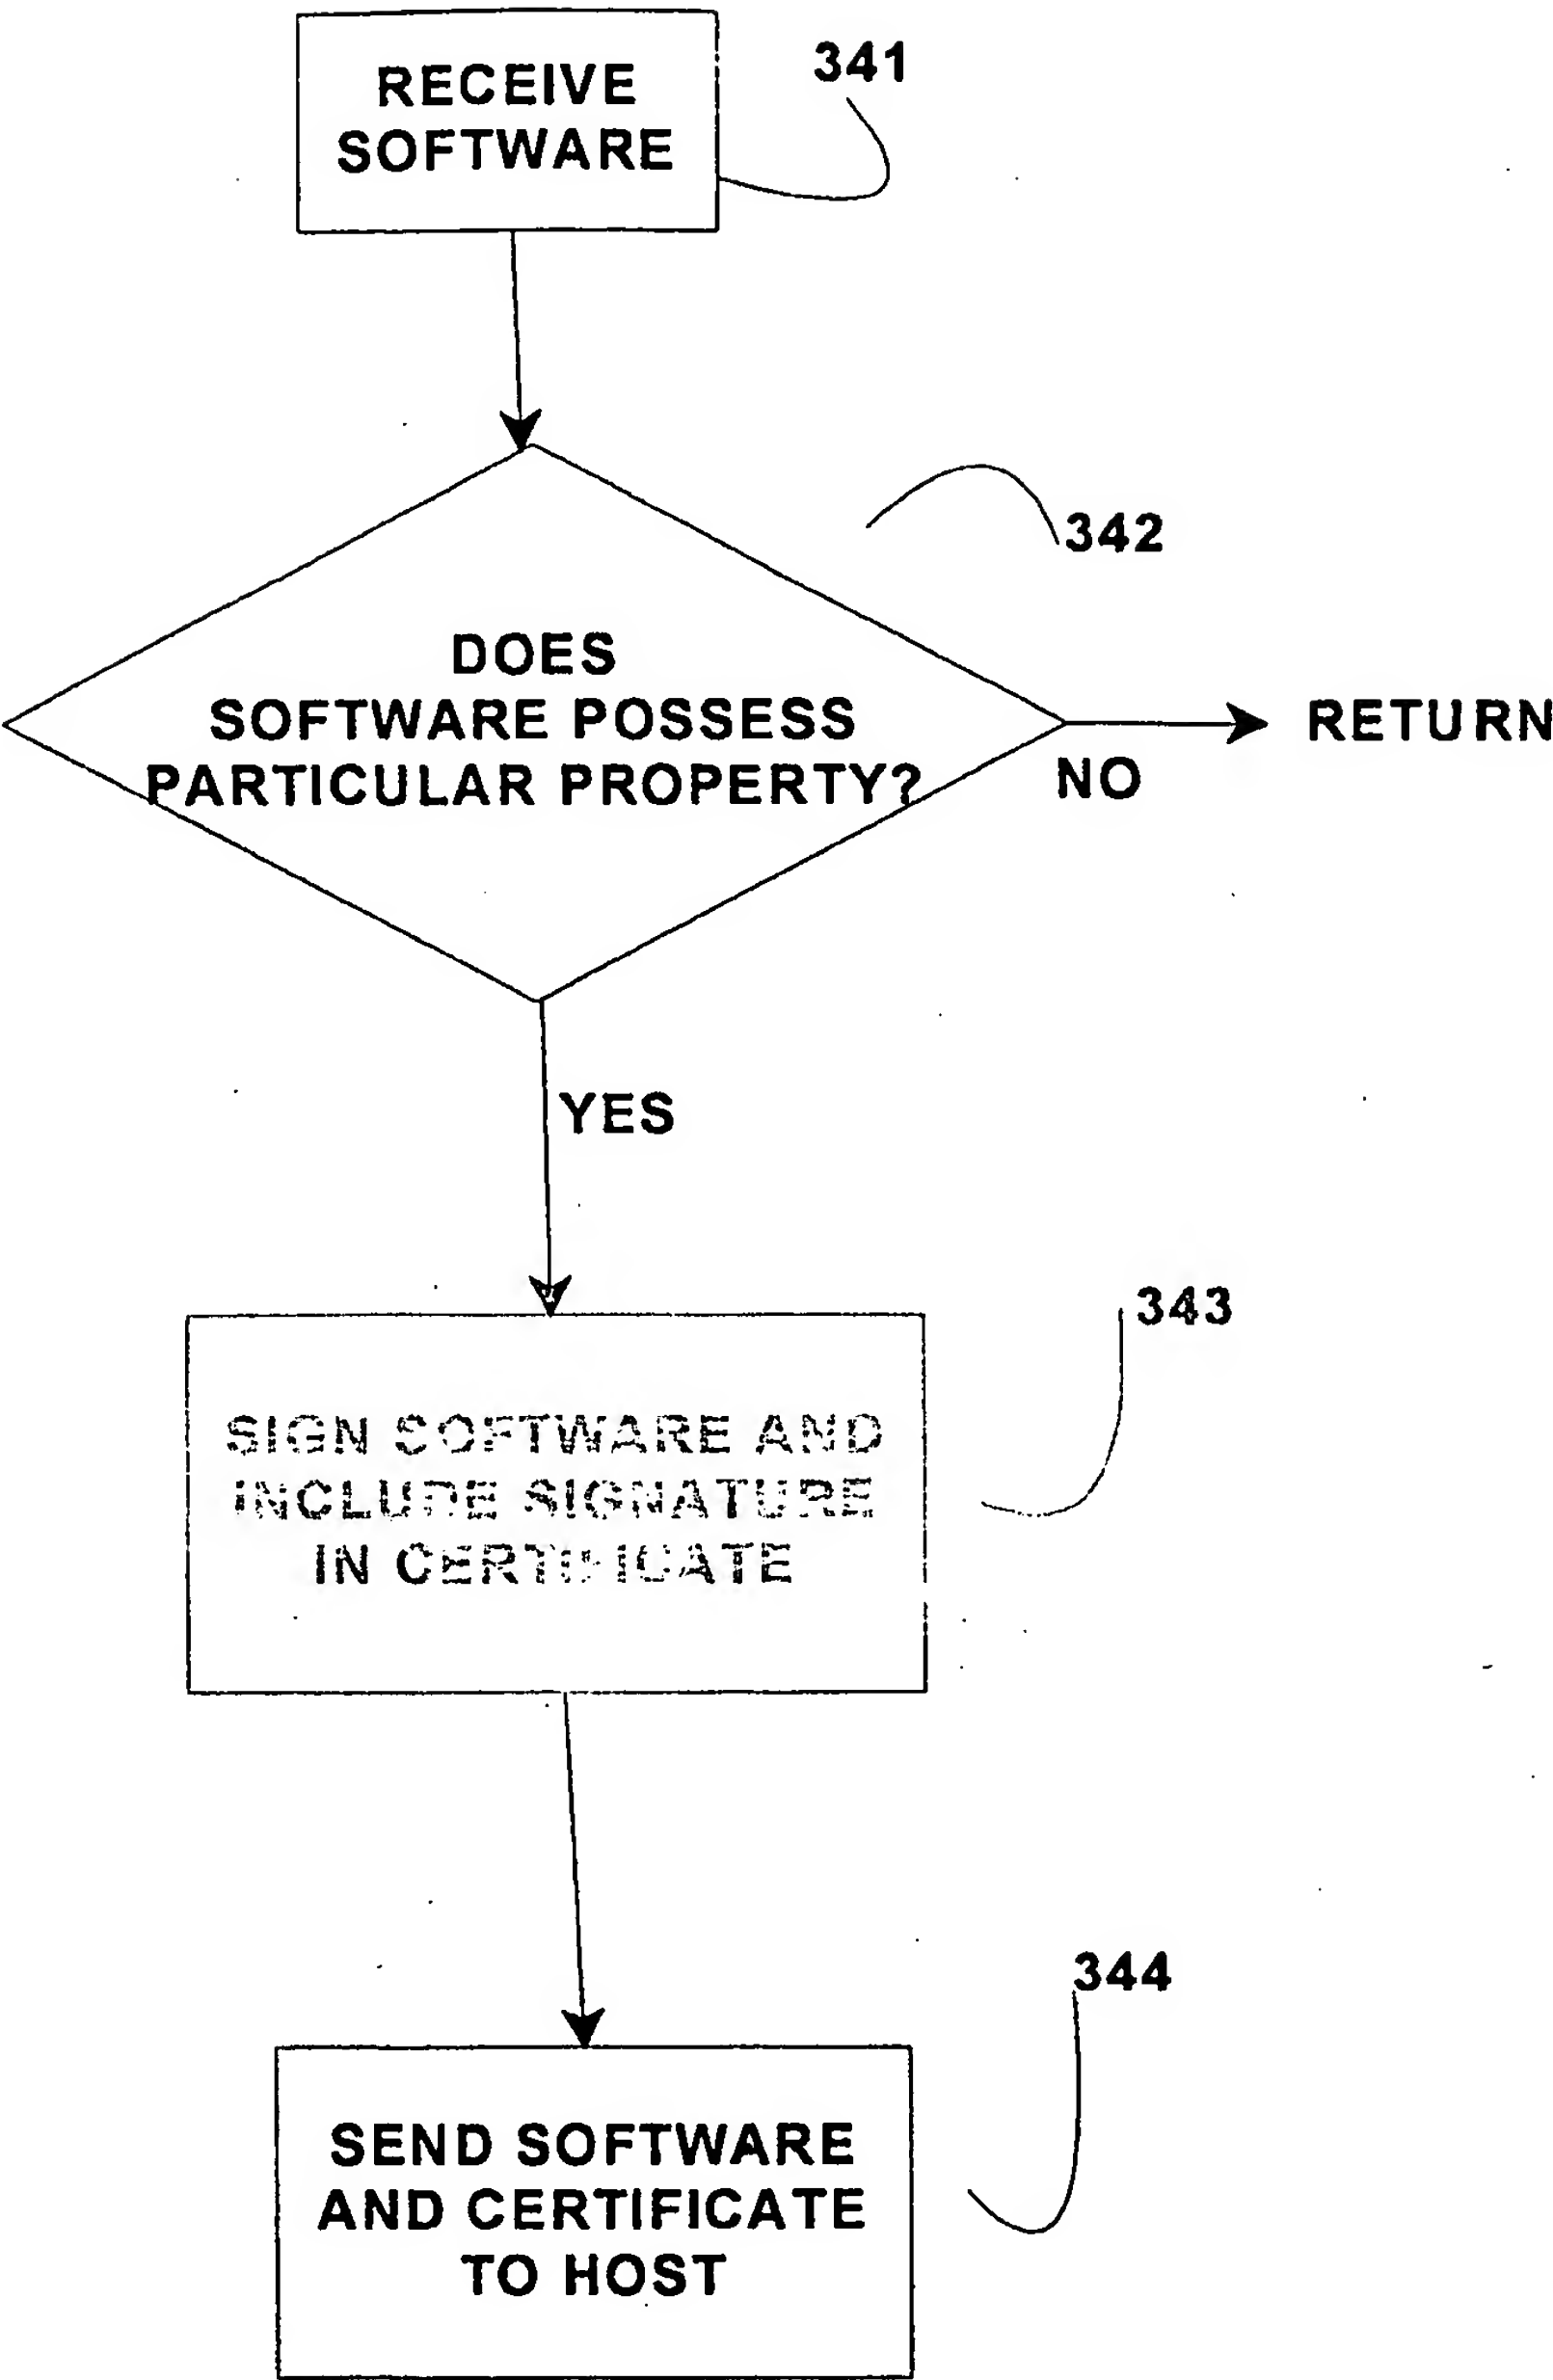 RECEIVE
SOFTWARE
341
342
DOES
SOFTWARE POSSESS
PARTICULAR PROPERTY?
NO
RETURN
YES
343
SIGN SOFTWARE AND
INCLUDE SIGNATURE
IN CERTIFICATE
344
SEND SOFTWARE
AND CERTIFICATE
TO HOST